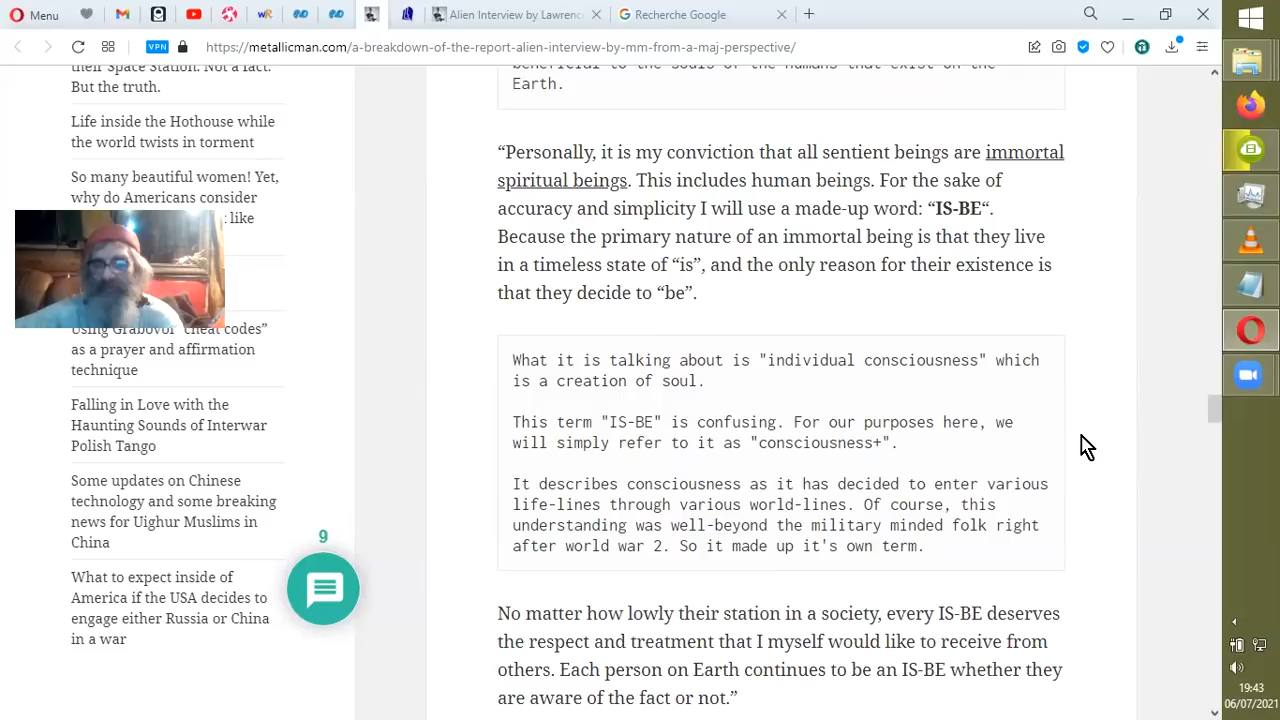 Menu
Alien Interview by Lawrenc
Recherche Google
VPN
https://metallicman.com/a-breakdown-of-the-report-alien-interview-by-mm-from-a-maj-perspective/
their Space Station. Not a fact.
But the truth.
Life inside the Hothouse while
the world twists in torment
So many beautiful women! Yet,
why do Americans consider
like
Using Grabovoi “cheat codes”
as a prayer and affirmation
technique
Falling in Love with the
Haunting Sounds of Interwar
Polish Tango
Some updates on Chinese
technology and some breaking
news for Uighur Muslims in
China
What to expect inside of
America if the USA decides to
engage either Russia or China
in a war
9
beneficial to the souls of the humans that exist on the
Earth.
“Personally, it is my conviction that all sentient beings are immortal
spiritual beings. This includes human beings. For the sake of
accuracy and simplicity I will use a made-up word: “IS-BE“.
Because the primary nature of an immortal being is that they live
in a timeless state of “is”, and the only reason for their existence is
that they decide to “be”.
What it is talking about is "individual consciousness" which
is a creation of soul.
This term "IS-BE" is confusing. For our purposes here, we
will simply refer to it as "consciousness+".
It describes consciousness as it has decided to enter various
life-lines through various world-lines. Of course, this
understanding was well-beyond the military minded folk right
after world war 2. So it made up it's own term.
No matter how lowly their station in a society, every IS-BE deserves
the respect and treatment that I myself would like to receive from
others. Each person on Earth continues to be an IS-BE whether they
are aware of the fact or not.”
19:43
06/07/2021